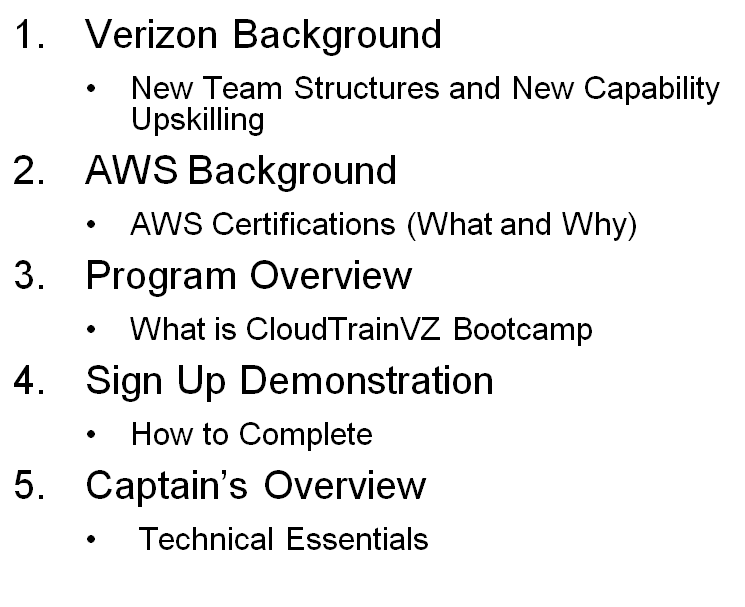 1. Verizon Background
• New Team Structures and New Capability
Upskilling
2. AWS Background
• AWS Certifications (What and Why)
3. Program Overview
• What is CloudTrainVZ Bootcamp
4. Sign Up Demonstration
• How to Complete
5. Captain’s Overview
• Technical Essentials